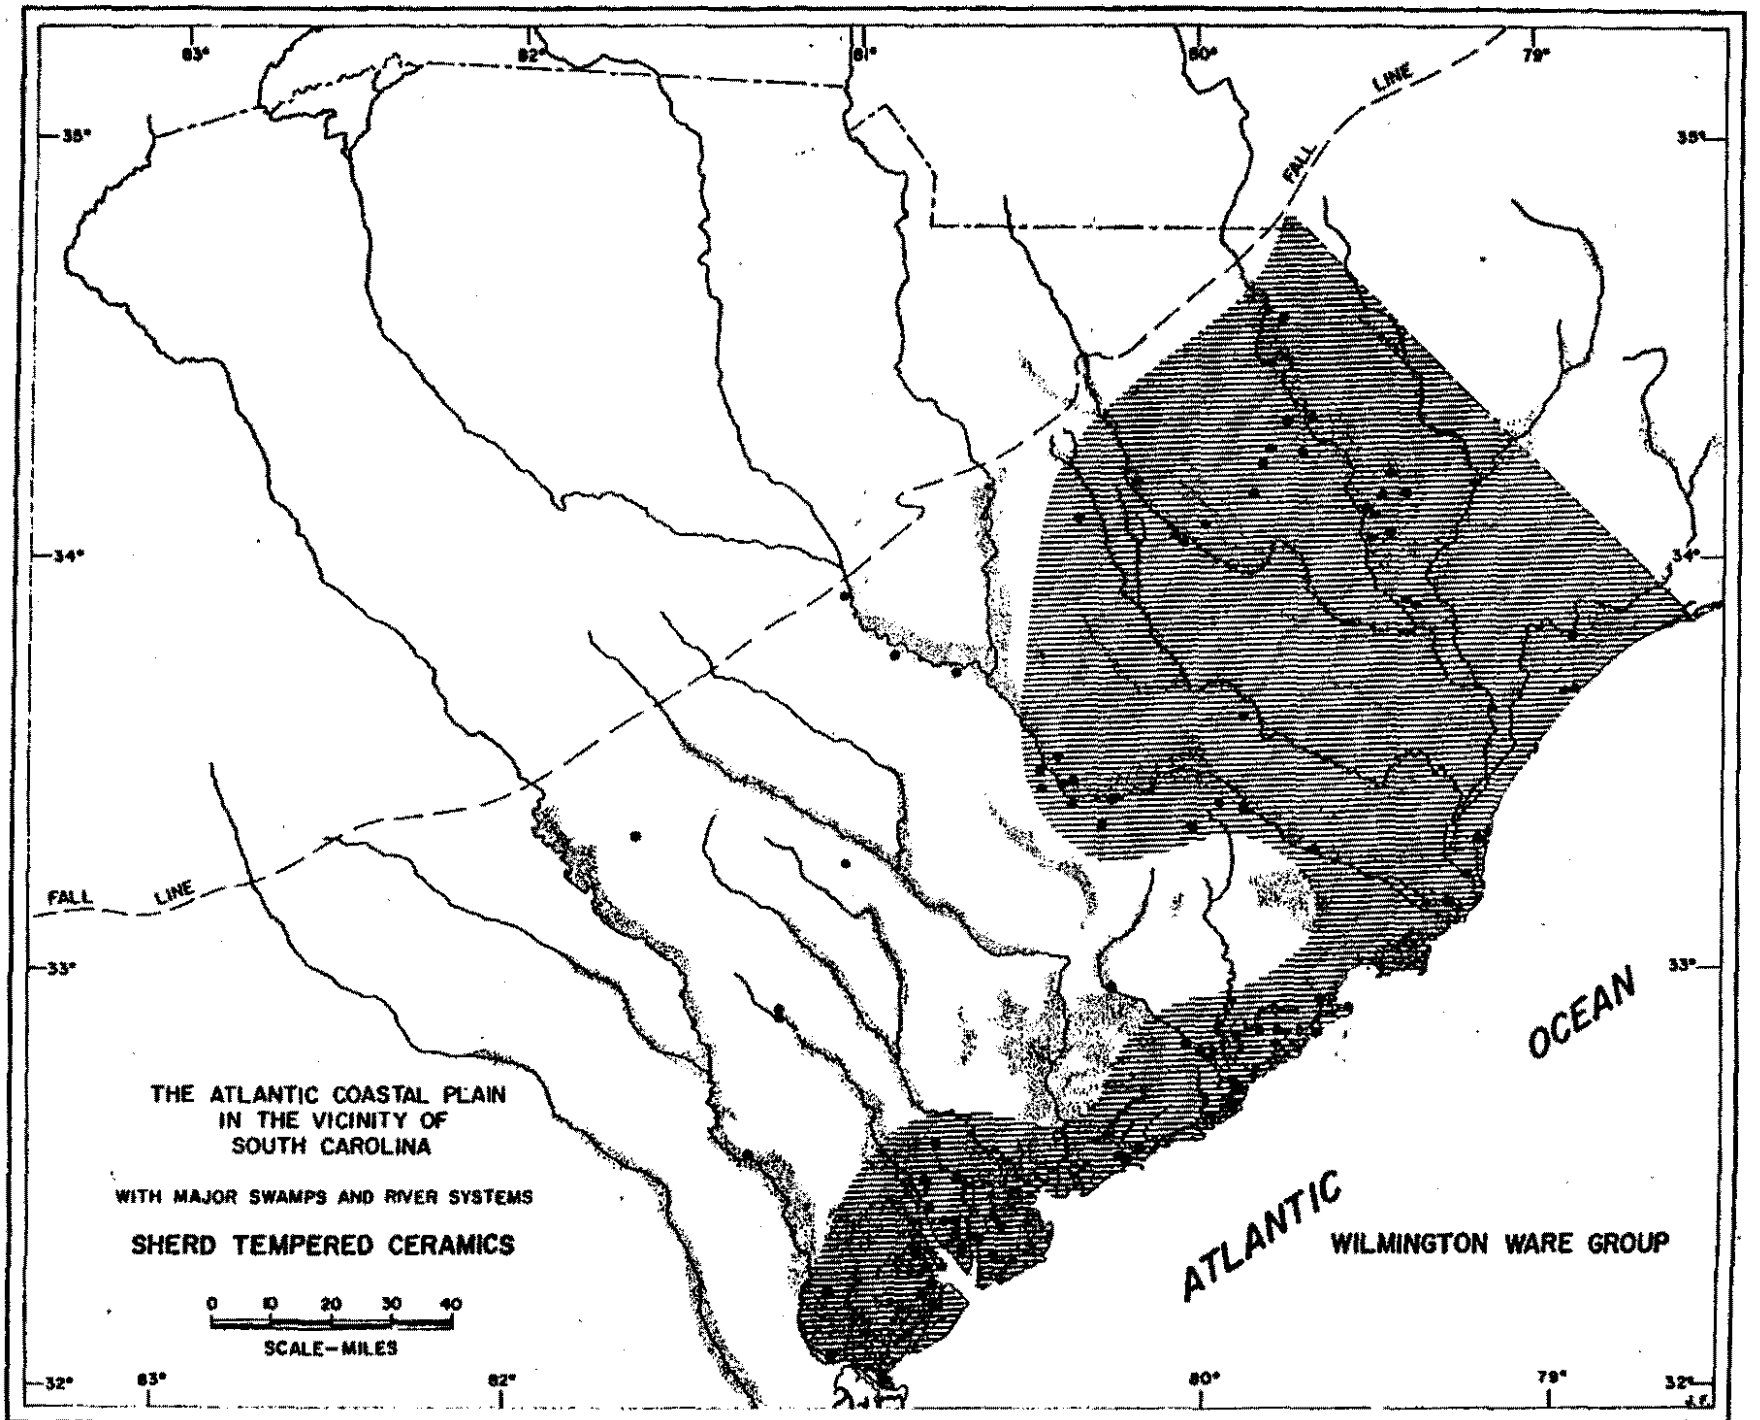 83° 82° 81° 80° 79°
LINE
35° 35°
FALL
34° 34°
FALL LINE
33° 33°
OCEAN
THE ATLANTIC COASTAL PLAIN
IN THE VICINITY OF
SOUTH CAROLINA
WITH MAJOR SWAMPS AND RIVER SYSTEMS
ATLANTIC
SHERD TEMPERED CERAMICS
WILMINGTON WARE GROUP
0 10 20 30 40
SCALE-MILES
32° 83° 82° 80° 79° 32°
J.F.